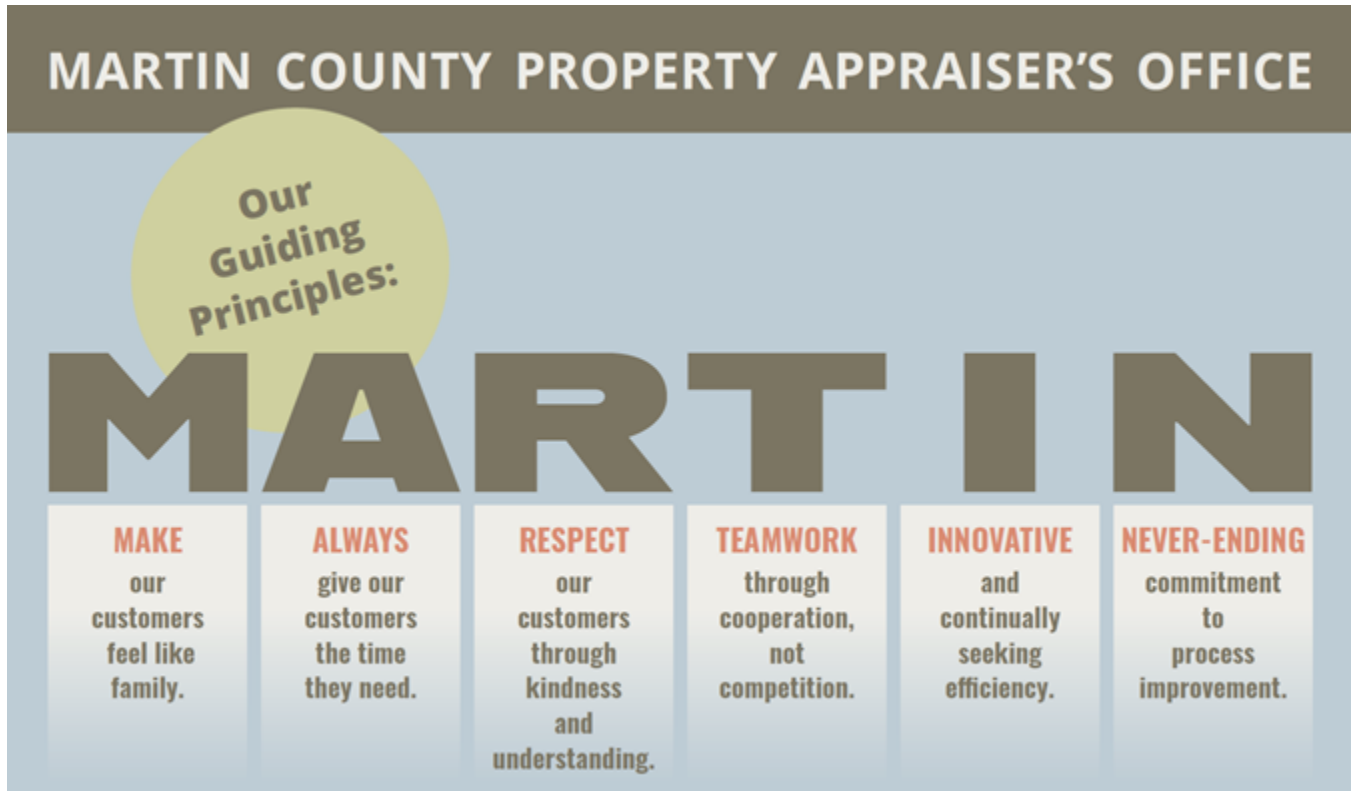 MARTIN COUNTY PROPERTY APPRAISER’S OFFICE
Our
Guiding
Principles:
MARTIN
MAKE
our
customers
feel like
family.
ALWAYS
give our
customers
the time
they need.
RESPECT
our
customers
through
kindness
and
understanding.
TEAMWORK
through
cooperation,
not
competition.
INNOVATIVE
and
continually
seeking
efficiency.
NEVER-ENDING
commitment
to
process
improvement.